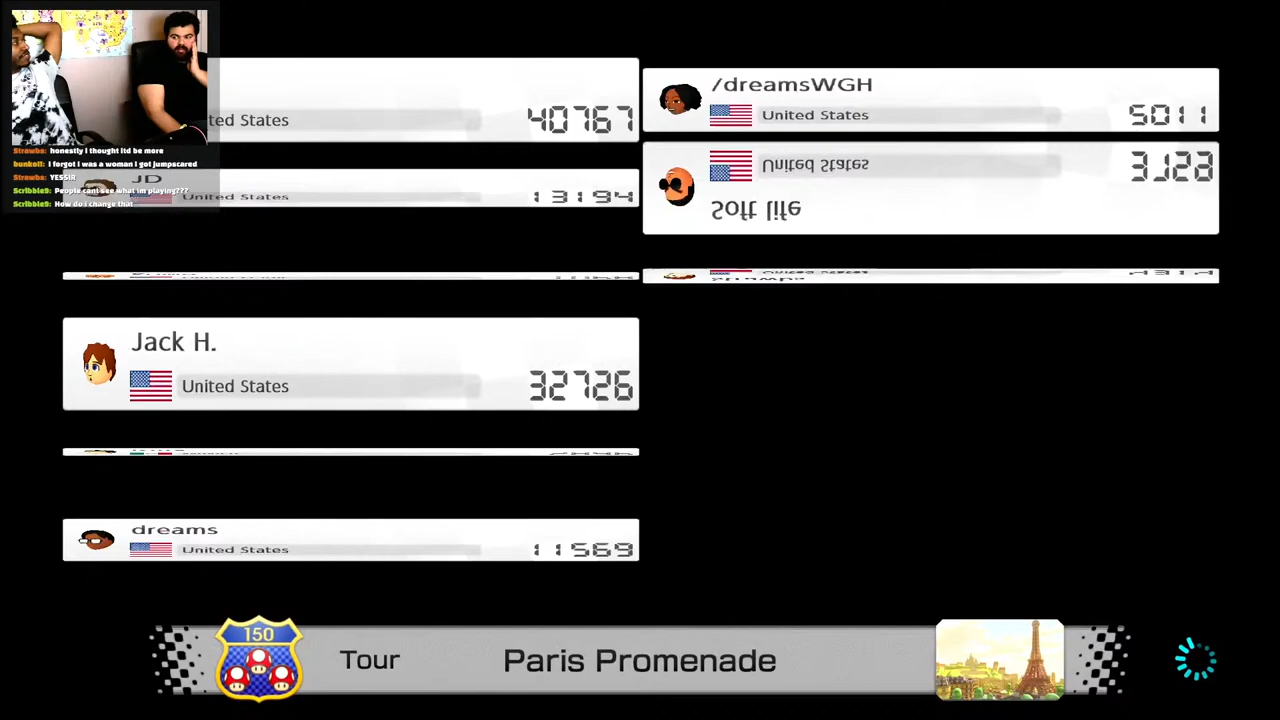 ted States
40767
Strawbs: honestly i thought itd be more
bunkoll: I forgot i was a woman i got jumpscared
Strawbs: YESSIR
Scribble9: People cant see what im playing???
Scribble9: How do i change that
JD
United States
13194
Jack H.
United States
32726
dreams
United States
11569
/dreamsWGH
United States
5011
United States
Soft life
150
Tour
Paris Promenade